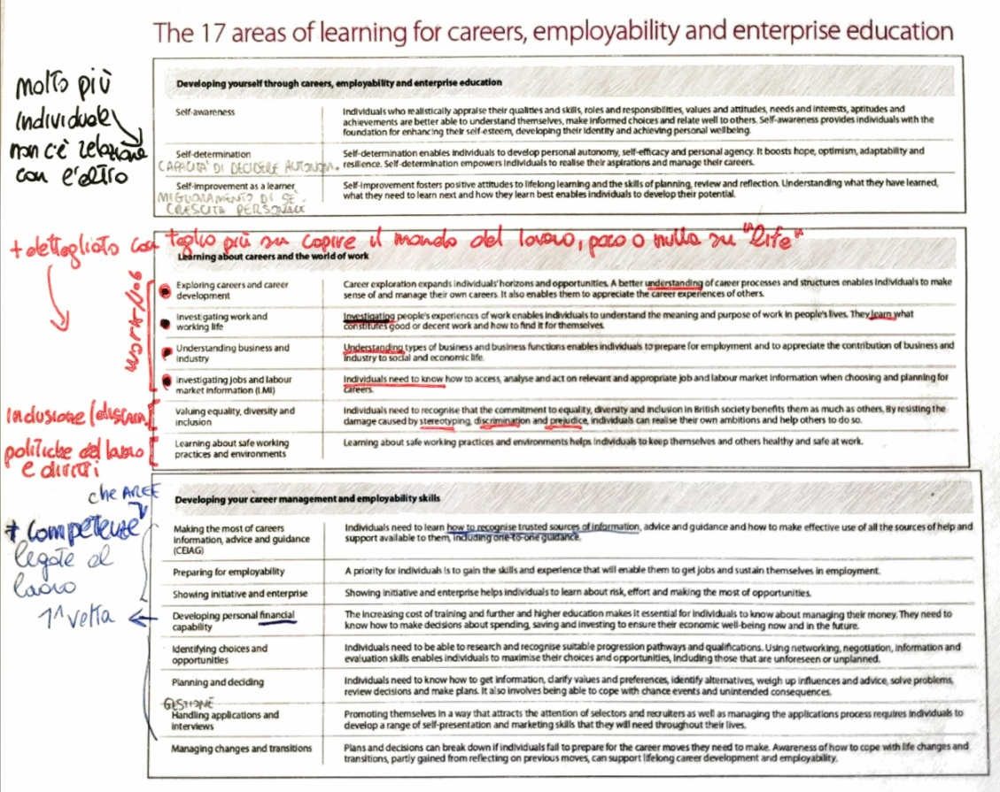 The 17 areas of learning for careers, employability and enterprise education
molto più
individuale
non c'è relazione
con l'altro
Developing yourself through careers, employability and enterprise education
Self-awareness
Individuals who realistically appraise their qualities and skills, roles and responsibilities, values and attitudes, needs and interests, aptitudes and
achievements are better able to understand themselves, make informed choices and relate well to others. Self-awareness provides individuals with the
foundation for enhancing their self-esteem, developing their identity and achieving personal wellbeing.
Self-determination
CAPACITA' DI DECIDERE AUTONOM.
Self-determination enables individuals to develop personal autonomy, self-efficacy and personal agency. It boosts hope, optimism, adaptability and
resilience. Self-determination empowers individuals to realise their aspirations and manage their careers.
Self-improvement as a learner
MIGLIORAMENTO DI SÈ
CRESCITA PERSONALE
Self-improvement fosters positive attitudes to lifelong learning and the skills of planning, review and reflection. Understanding what they have learned,
what they need to learn next and how they learn best enables individuals to develop their potential.
+ dettagliato con taglio più su capire il mondo del lavoro, poco o nulla su "life"
Learning about careers and the world of work
WORK/JOB
Exploring careers and career
development
Career exploration expands individuals' horizons and opportunities. A better understanding of career processes and structures enables individuals to make
sense of and manage their own careers. It also enables them to appreciate the career experiences of others.
Investigating work and
working life
Investigating people's experiences of work enables individuals to understand the meaning and purpose of work in people's lives. They learn what
constitutes good or decent work and how to find it for themselves.
Understanding business and
industry
Understanding types of business and business functions enables individuals to prepare for employment and to appreciate the contribution of business and
industry to social and economic life.
Investigating jobs and labour
market information (LMI)
Individuals need to know how to access, analyse and act on relevant and appropriate job and labour market information when choosing and planning for
careers.
Inclusione/discrim.
Valuing equality, diversity and
inclusion
Individuals need to recognise that the commitment to equality, diversity and inclusion in British society benefits them as much as others. By resisting the
damage caused by stereotyping, discrimination and prejudice, individuals can realise their own ambitions and help others to do so.
politiche del lavoro
e diritti
Learning about safe working
practices and environments
Learning about safe working practices and environments helps individuals to keep themselves and others healthy and safe at work.
che AREE
+ competenze
legate al
lavoro
Developing your career management and employability skills
Making the most of careers
information, advice and guidance
(CEIAG)
Individuals need to learn how to recognise trusted sources of information, advice and guidance and how to make effective use of all the sources of help and
support available to them, including one-to-one guidance.
Preparing for employability
A priority for individuals is to gain the skills and experience that will enable them to get jobs and sustain themselves in employment.
Showing initiative and enterprise
Showing initiative and enterprise helps individuals to learn about risk, effort and making the most of opportunities.
1^ volta
Developing personal financial
capability
The increasing cost of training and further and higher education makes it essential for individuals to know about managing their money. They need to
know how to make decisions about spending, saving and investing to ensure their economic well-being now and in the future.
Identifying choices and
opportunities
Individuals need to be able to research and recognise suitable progression pathways and qualifications. Using networking, negotiation, information and
evaluation skills enables individuals to maximise their choices and opportunities, including those that are unforeseen or unplanned.
Planning and deciding
Individuals need to know how to get information, clarify values and preferences, identify alternatives, weigh up influences and advice, solve problems,
review decisions and make plans. It also involves being able to cope with chance events and unintended consequences.
GESTIONE
Handling applications and
interviews
Promoting themselves in a way that attracts the attention of selectors and recruiters as well as managing the applications process requires individuals to
develop a range of self-presentation and marketing skills that they will need throughout their lives.
Managing changes and transitions
Plans and decisions can break down if individuals fail to prepare for the career moves they need to make. Awareness of how to cope with life changes and
transitions, partly gained from reflecting on previous moves, can support lifelong career development and employability.